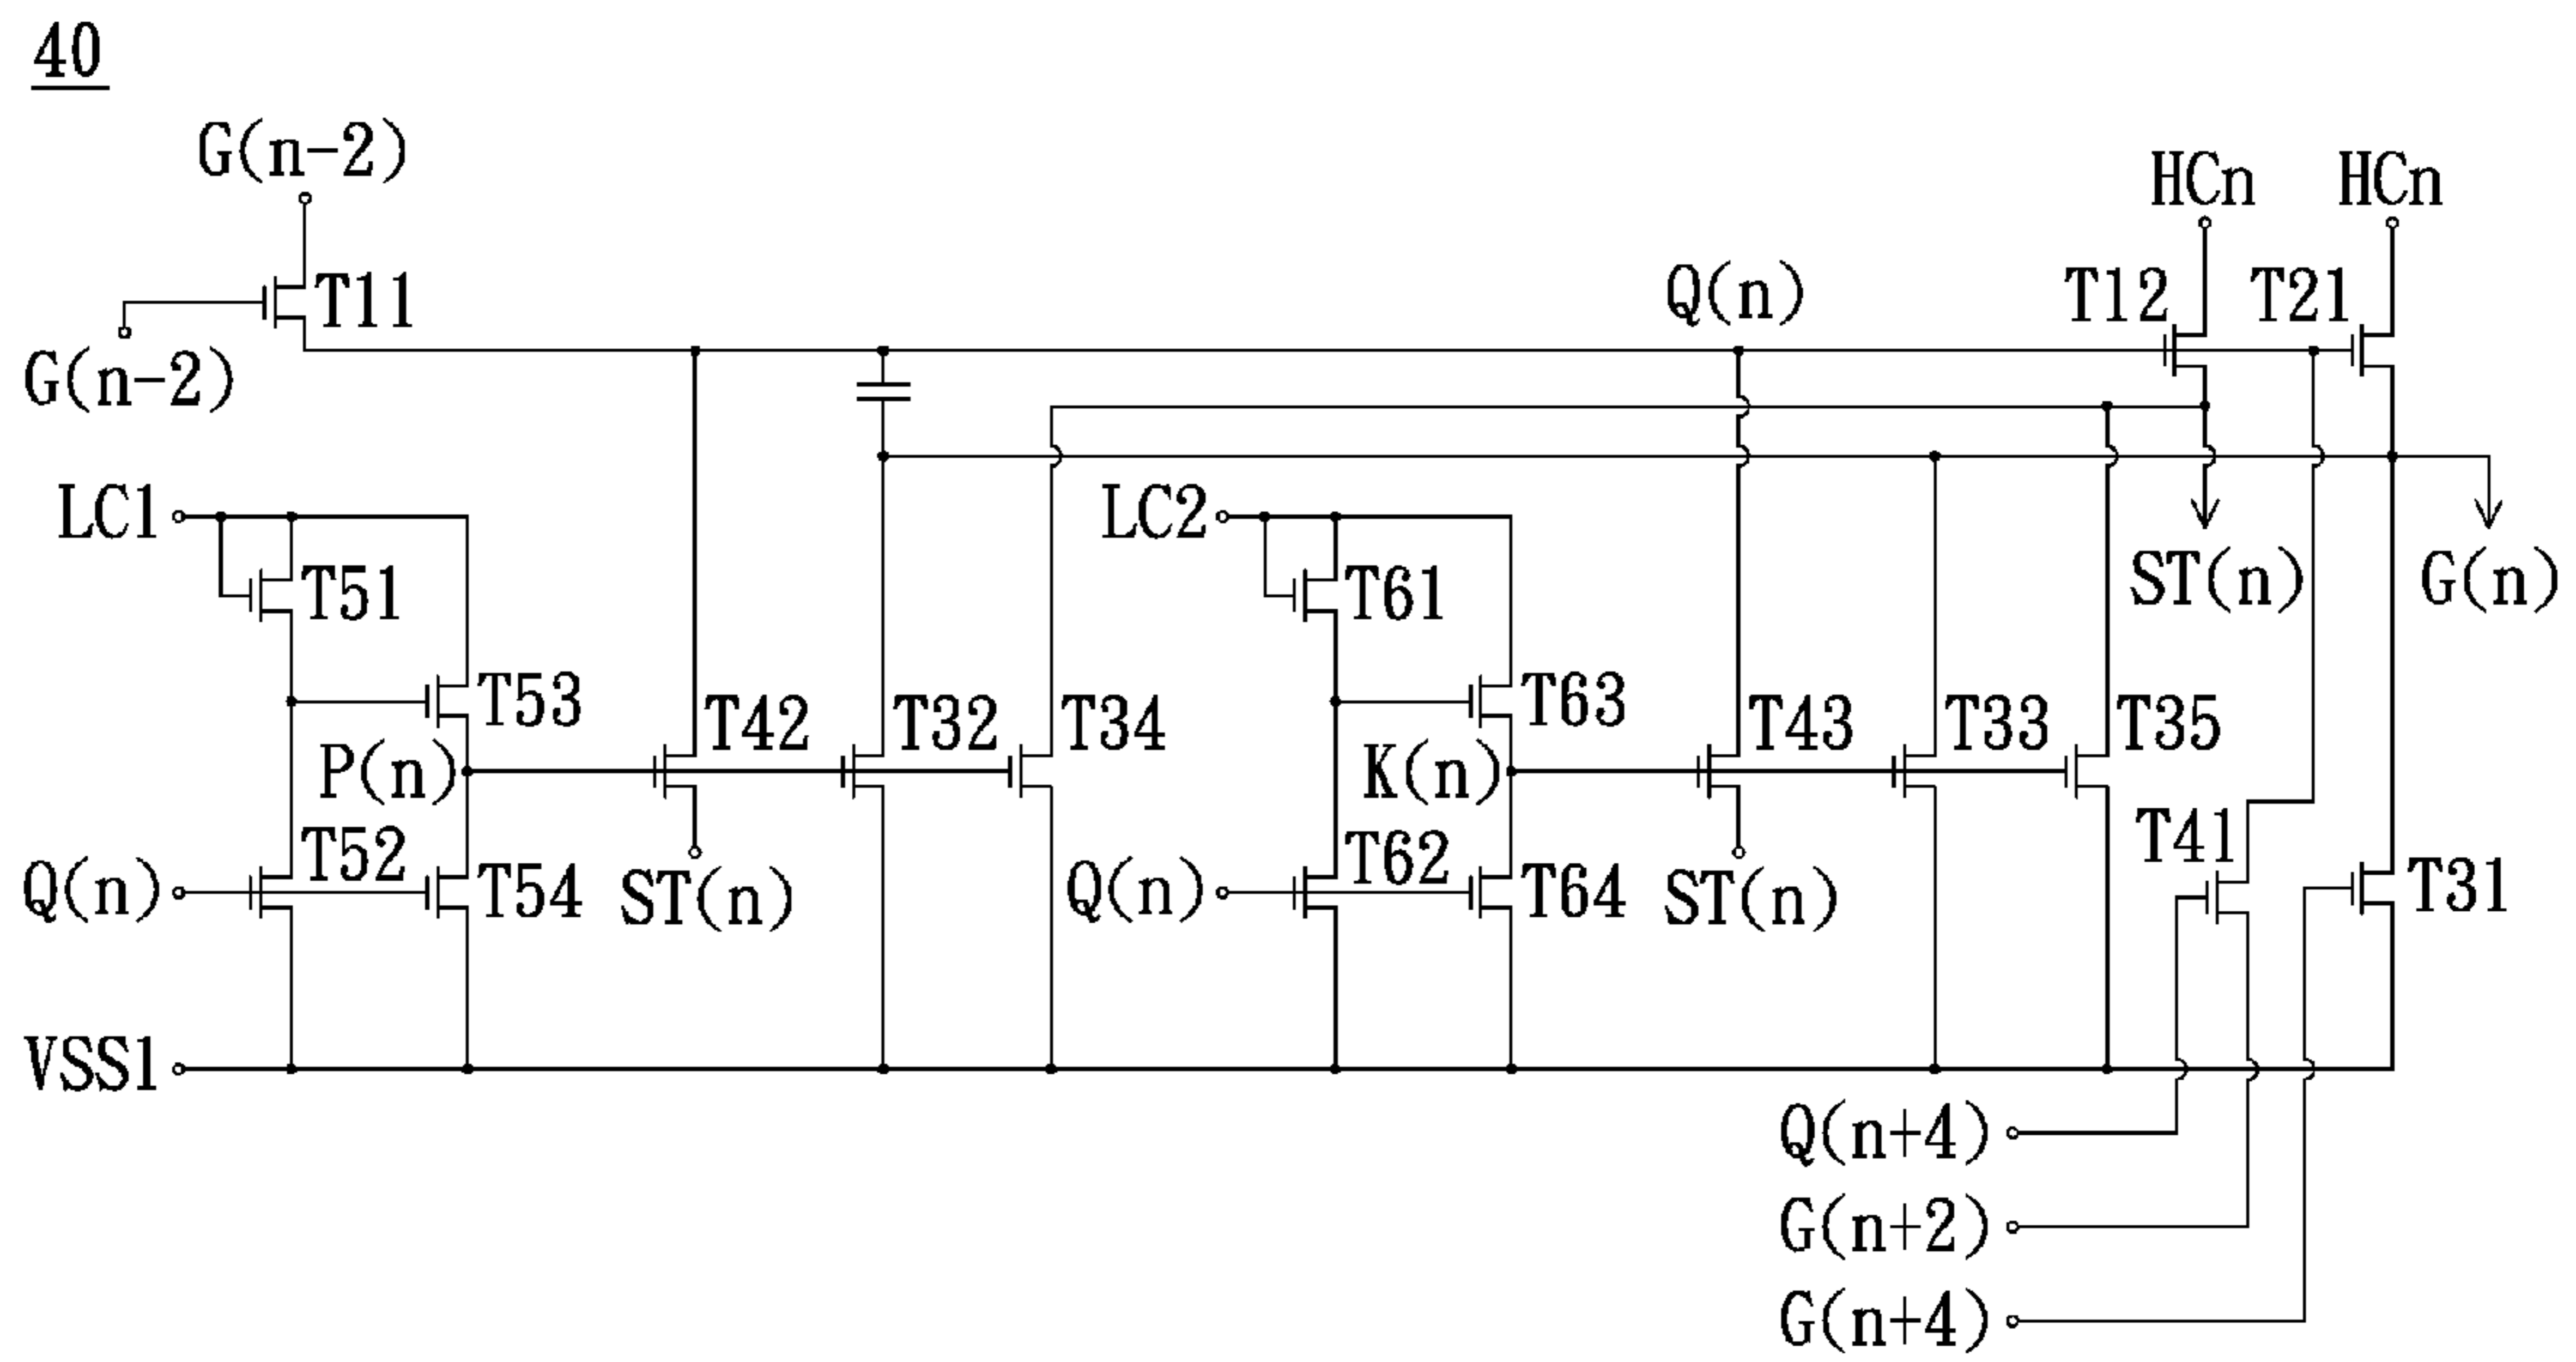 40
G(n-2)
HCn HCn
T11
Q(n)
T12 T21
G(n-2)
LC1
LC2
T51
T61
ST(n)
G(n)
T53
T42 T32 T34
T63
T43 T33 T35
P(n)
K(n)
T52
T62
T41
Q(n)
T54
ST(n)
Q(n)
T64
ST(n)
T31
VSS1
Q(n+4)
G(n+2)
G(n+4)